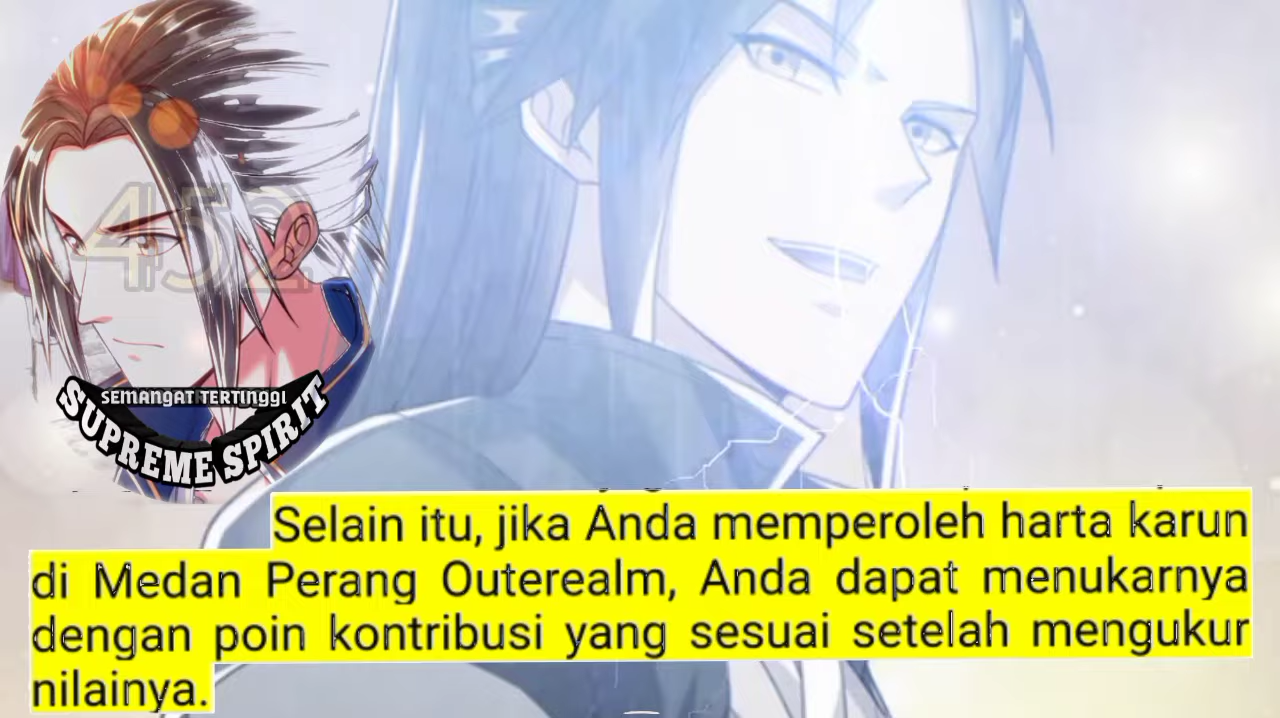 452
SEMANGAT TERTINGGI
SUPREME SPIRIT
Selain itu, jika Anda memperoleh harta karun
di Medan Perang Outerealm, Anda dapat menukarnya
dengan poin kontribusi yang sesuai setelah mengukur
nilainya.